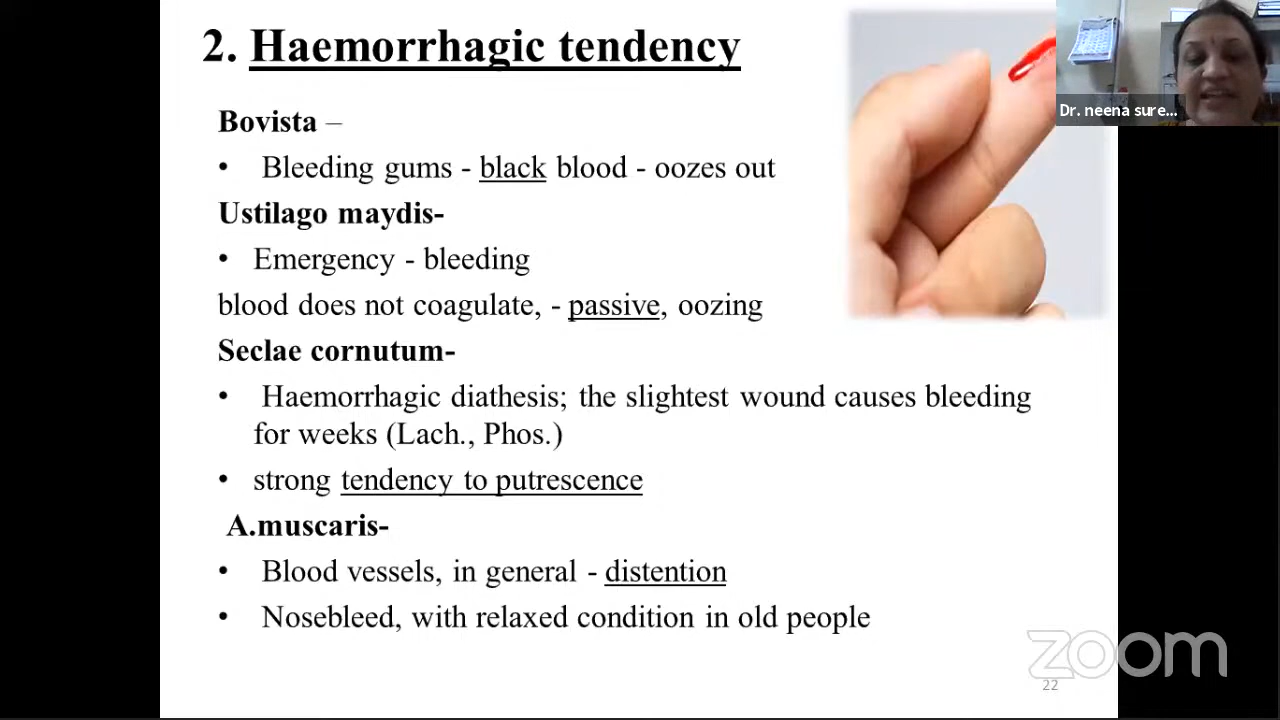 2. Haemorrhagic tendency
Dr. neena sure...
Bovista –
• Bleeding gums - black blood - oozes out
Ustilago maydis-
• Emergency - bleeding
blood does not coagulate, - passive, oozing
Seclae cornutum-
• Haemorrhagic diathesis; the slightest wound causes bleeding
for weeks (Lach., Phos.)
• strong tendency to putrescence
A.muscaris-
• Blood vessels, in general - distention
• Nosebleed, with relaxed condition in old people
zoom
22